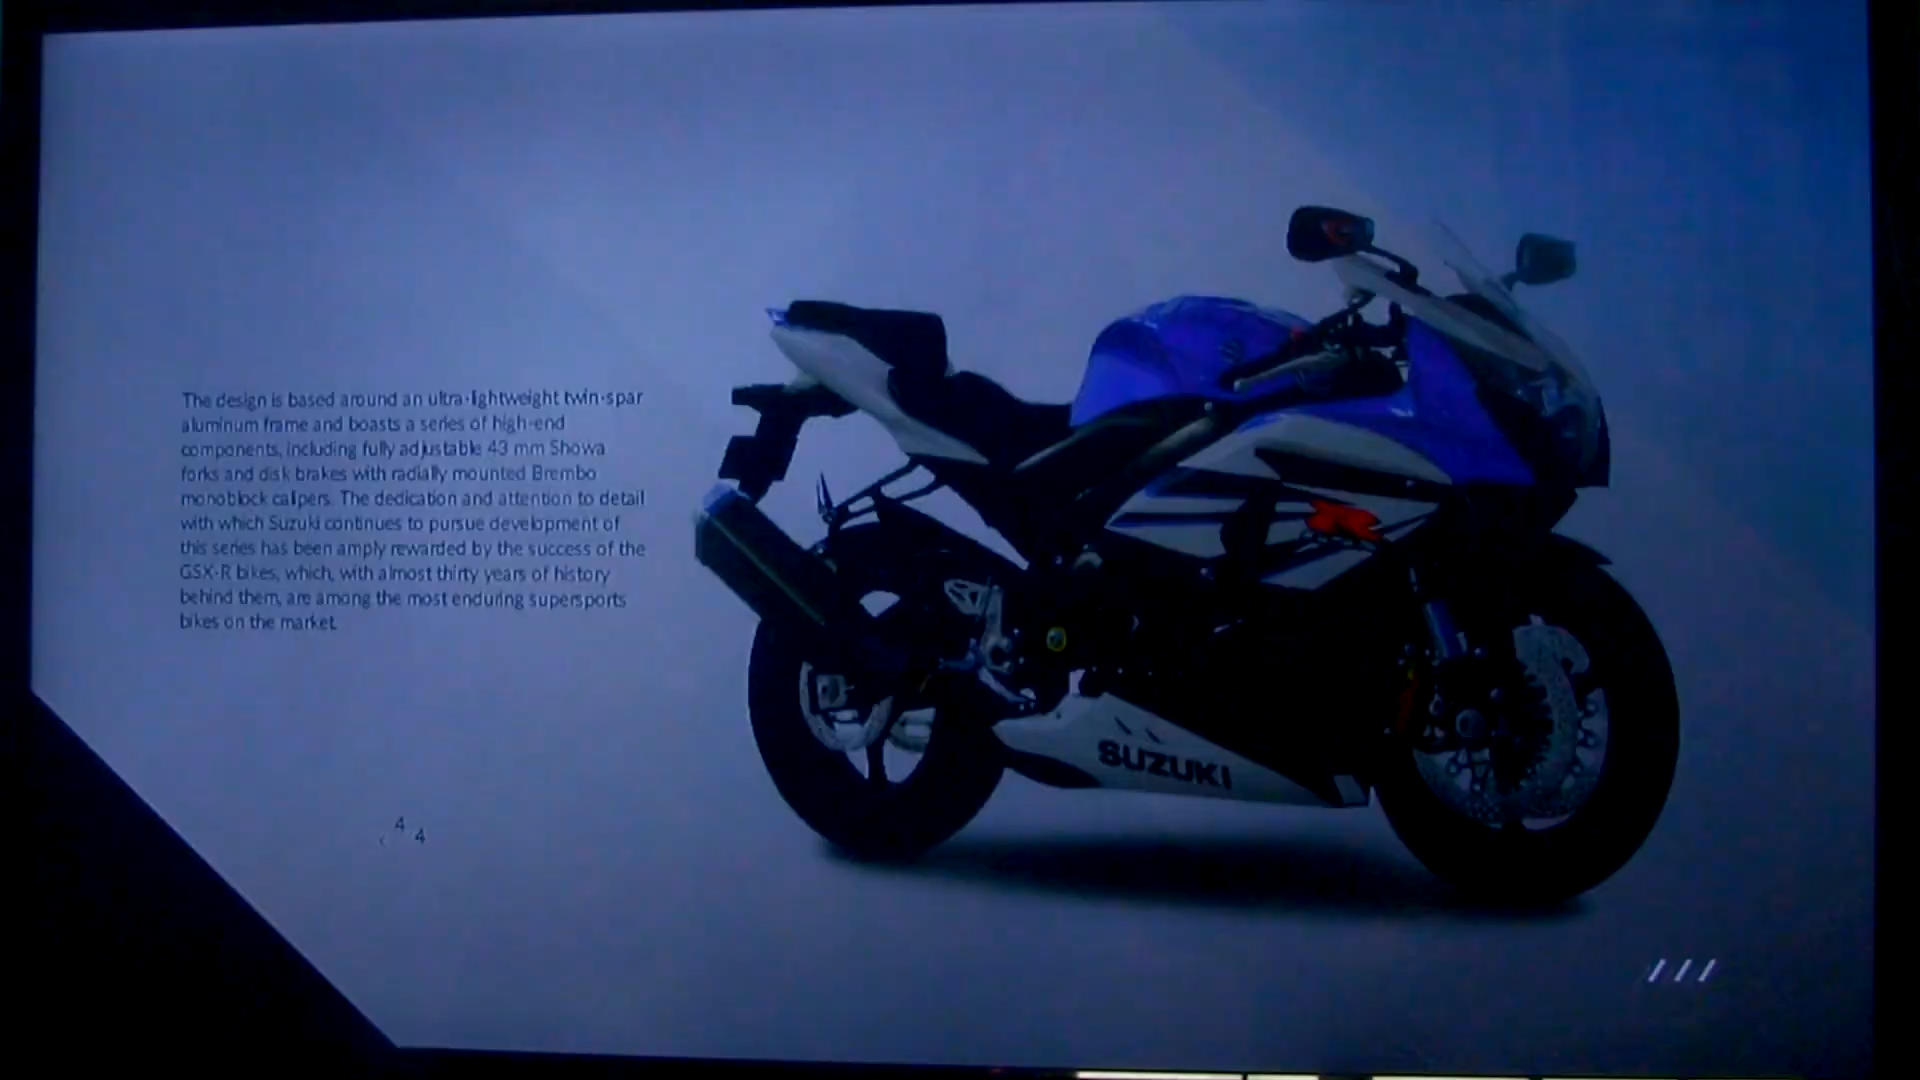 The design is based around an ultra-lightweight twin-spar
aluminum frame and boasts a series of high-end
components, including fully adjustable 43 mm Showa
forks and disk brakes with radially mounted Brembo
monoblock calipers. The dedication and attention to detail
with which Suzuki continues to pursue development of
this series has been amply rewarded by the success of the
GSX-R bikes, which, with almost thirty years of history
behind them, are among the most enduring supersports
bikes on the market.
SUZUKI
4
4